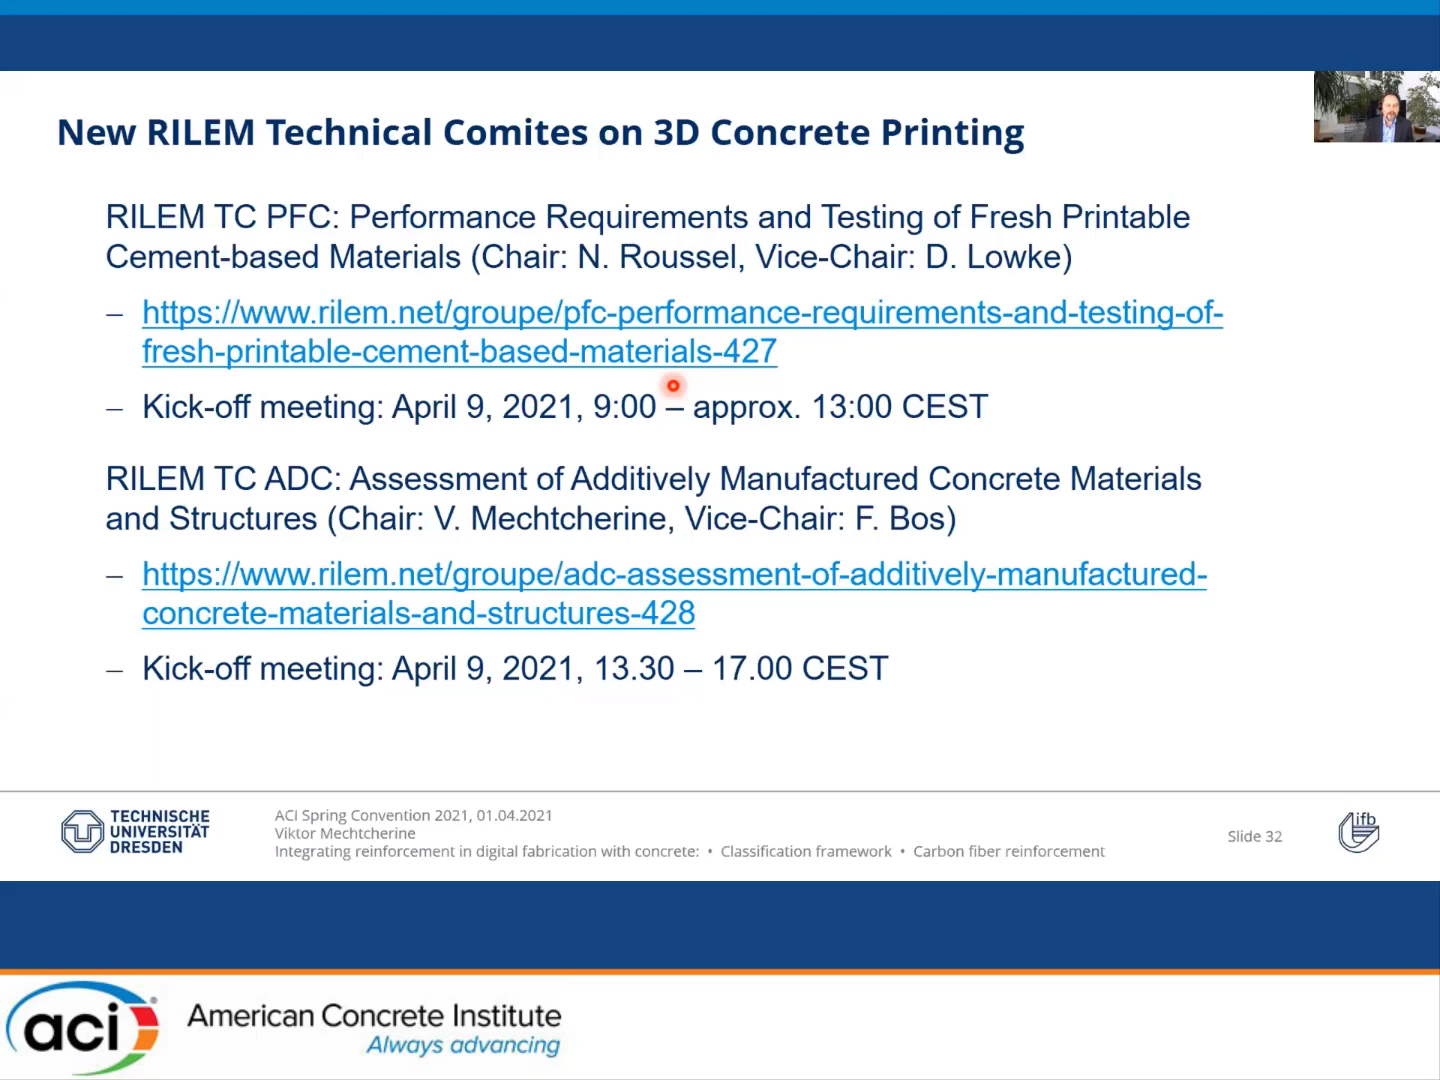 New RILEM Technical Comites on 3D Concrete Printing
RILEM TC PFC: Performance Requirements and Testing of Fresh Printable
Cement-based Materials (Chair: N. Roussel, Vice-Chair: D. Lowke)
– https://www.rilem.net/groupe/pfc-performance-requirements-and-testing-of-
fresh-printable-cement-based-materials-427
– Kick-off meeting: April 9, 2021, 9:00 – approx. 13:00 CEST
RILEM TC ADC: Assessment of Additively Manufactured Concrete Materials
and Structures (Chair: V. Mechtcherine, Vice-Chair: F. Bos)
– https://www.rilem.net/groupe/adc-assessment-of-additively-manufactured-
concrete-materials-and-structures-428
– Kick-off meeting: April 9, 2021, 13.30 – 17.00 CEST
TECHNISCHE
UNIVERSITÄT
DRESDEN
ACI Spring Convention 2021, 01.04.2021
Viktor Mechtcherine
Integrating reinforcement in digital fabrication with concrete: • Classification framework • Carbon fiber reinforcement
Slide 32
ifb
aci
American Concrete Institute
Always advancing